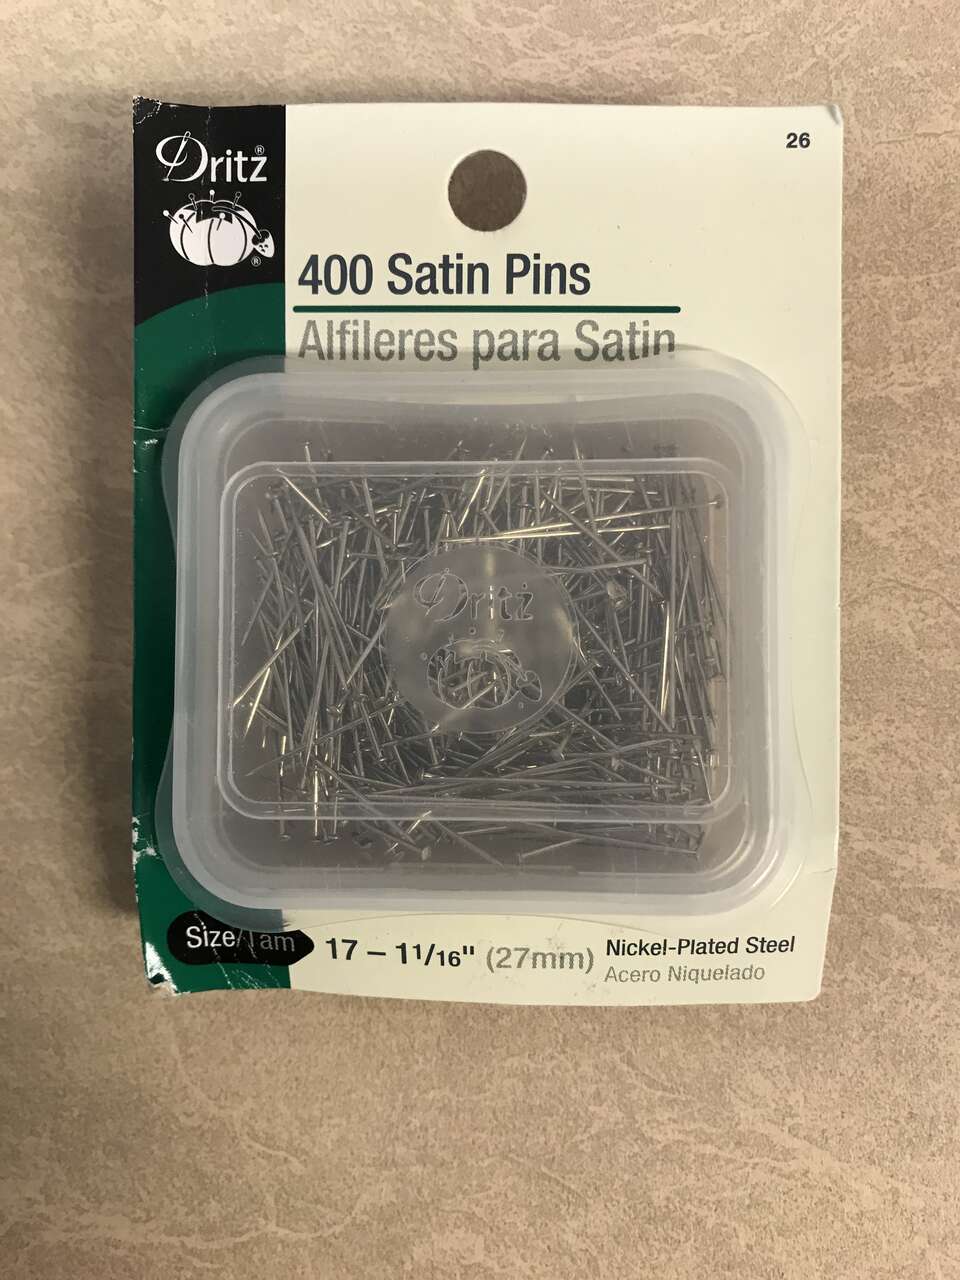 Dritz®
®
26
400 Satin Pins
Alfileres para Satin
Dritz
Size/Tam
17 – 1 1/16" (27mm)
Nickel-Plated Steel
Acero Niquelado